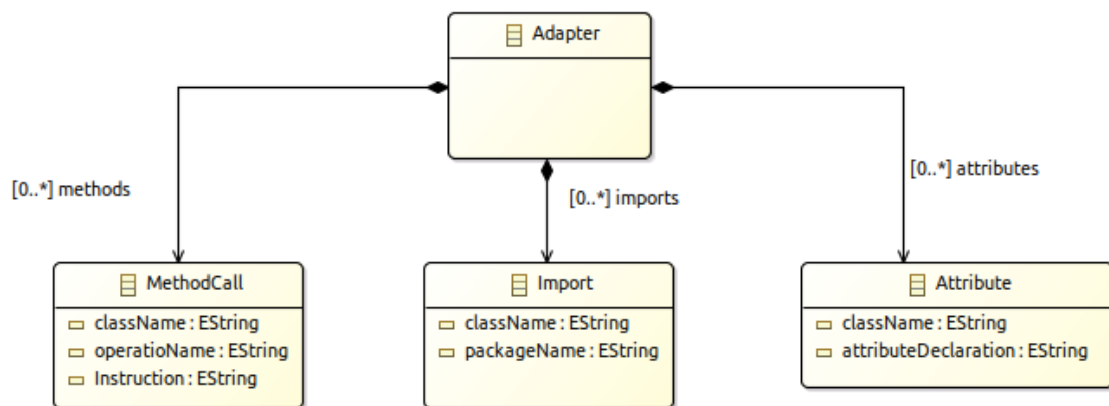 Adapter
[0..*] methods
[0..*] imports
[0..*] attributes
MethodCall
className : EString
operatioName : EString
Instruction : EString
Import
className : EString
packageName : EString
Attribute
className : EString
attributeDeclaration : EString